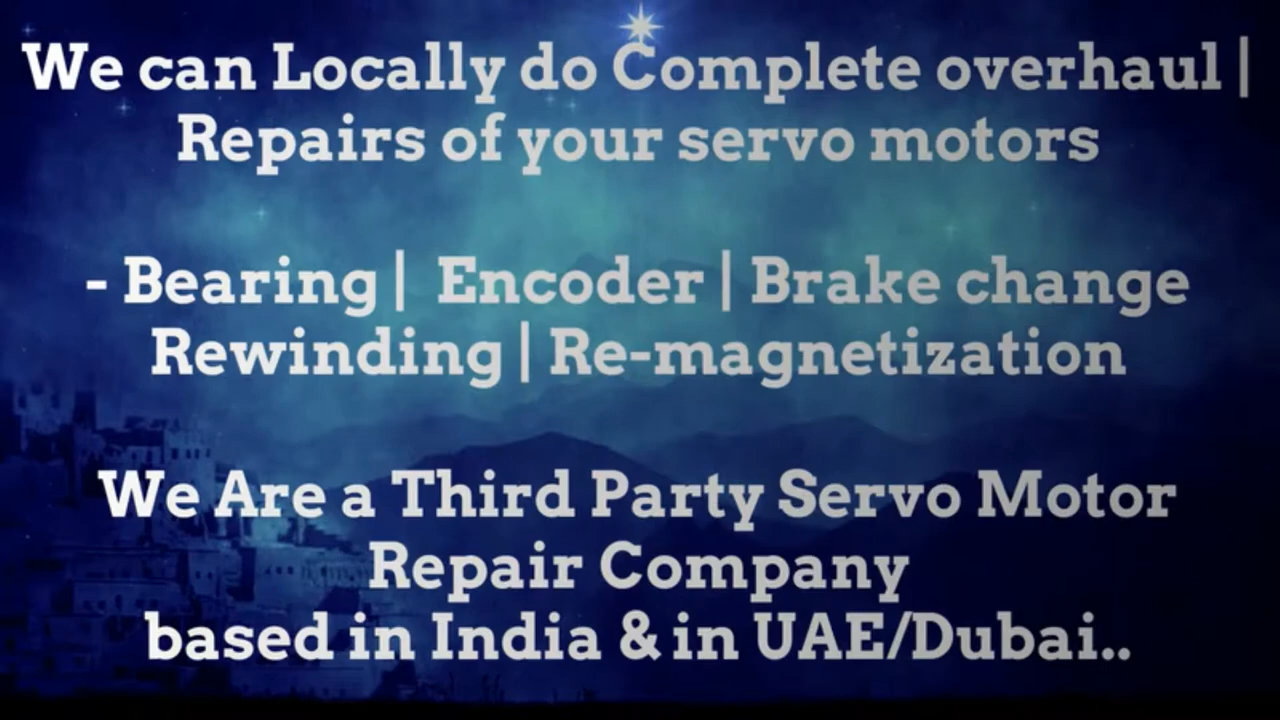 We can Locally do Complete overhaul |
Repairs of your servo motors
- Bearing | Encoder | Brake change
Rewinding | Re-magnetization
We Are a Third Party Servo Motor
Repair Company
based in India & in UAE/Dubai..